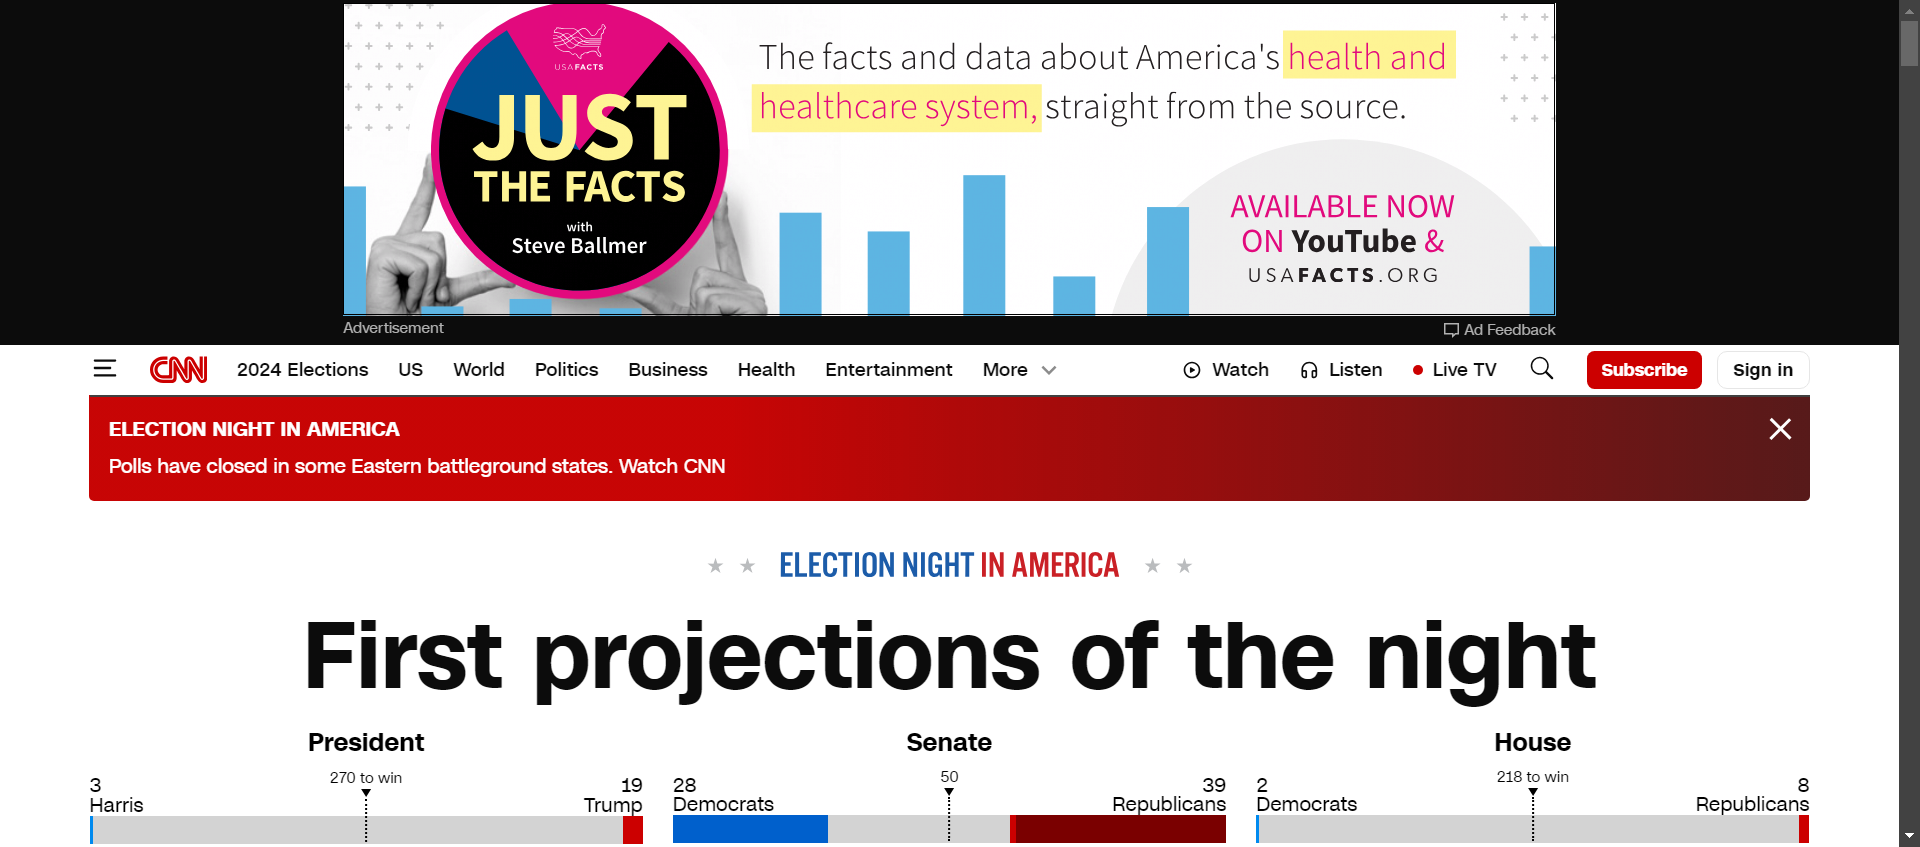 USAFACTS
JUST
THE FACTS
with
Steve Ballmer
The facts and data about America's health and
healthcare system, straight from the source.
AVAILABLE NOW
ON YouTube &
USAFACTS.ORG
Advertisement
Ad Feedback
CNN
2024 Elections
US
World
Politics
Business
Health
Entertainment
More
Watch
Listen
Live TV
Subscribe
Sign in
ELECTION NIGHT IN AMERICA
Polls have closed in some Eastern battleground states. Watch CNN
ELECTION NIGHT IN AMERICA
First projections of the night
President
270 to win
3
Harris
19
Trump
Senate
50
28
Democrats
39
Republicans
House
218 to win
2
Democrats
8
Republicans